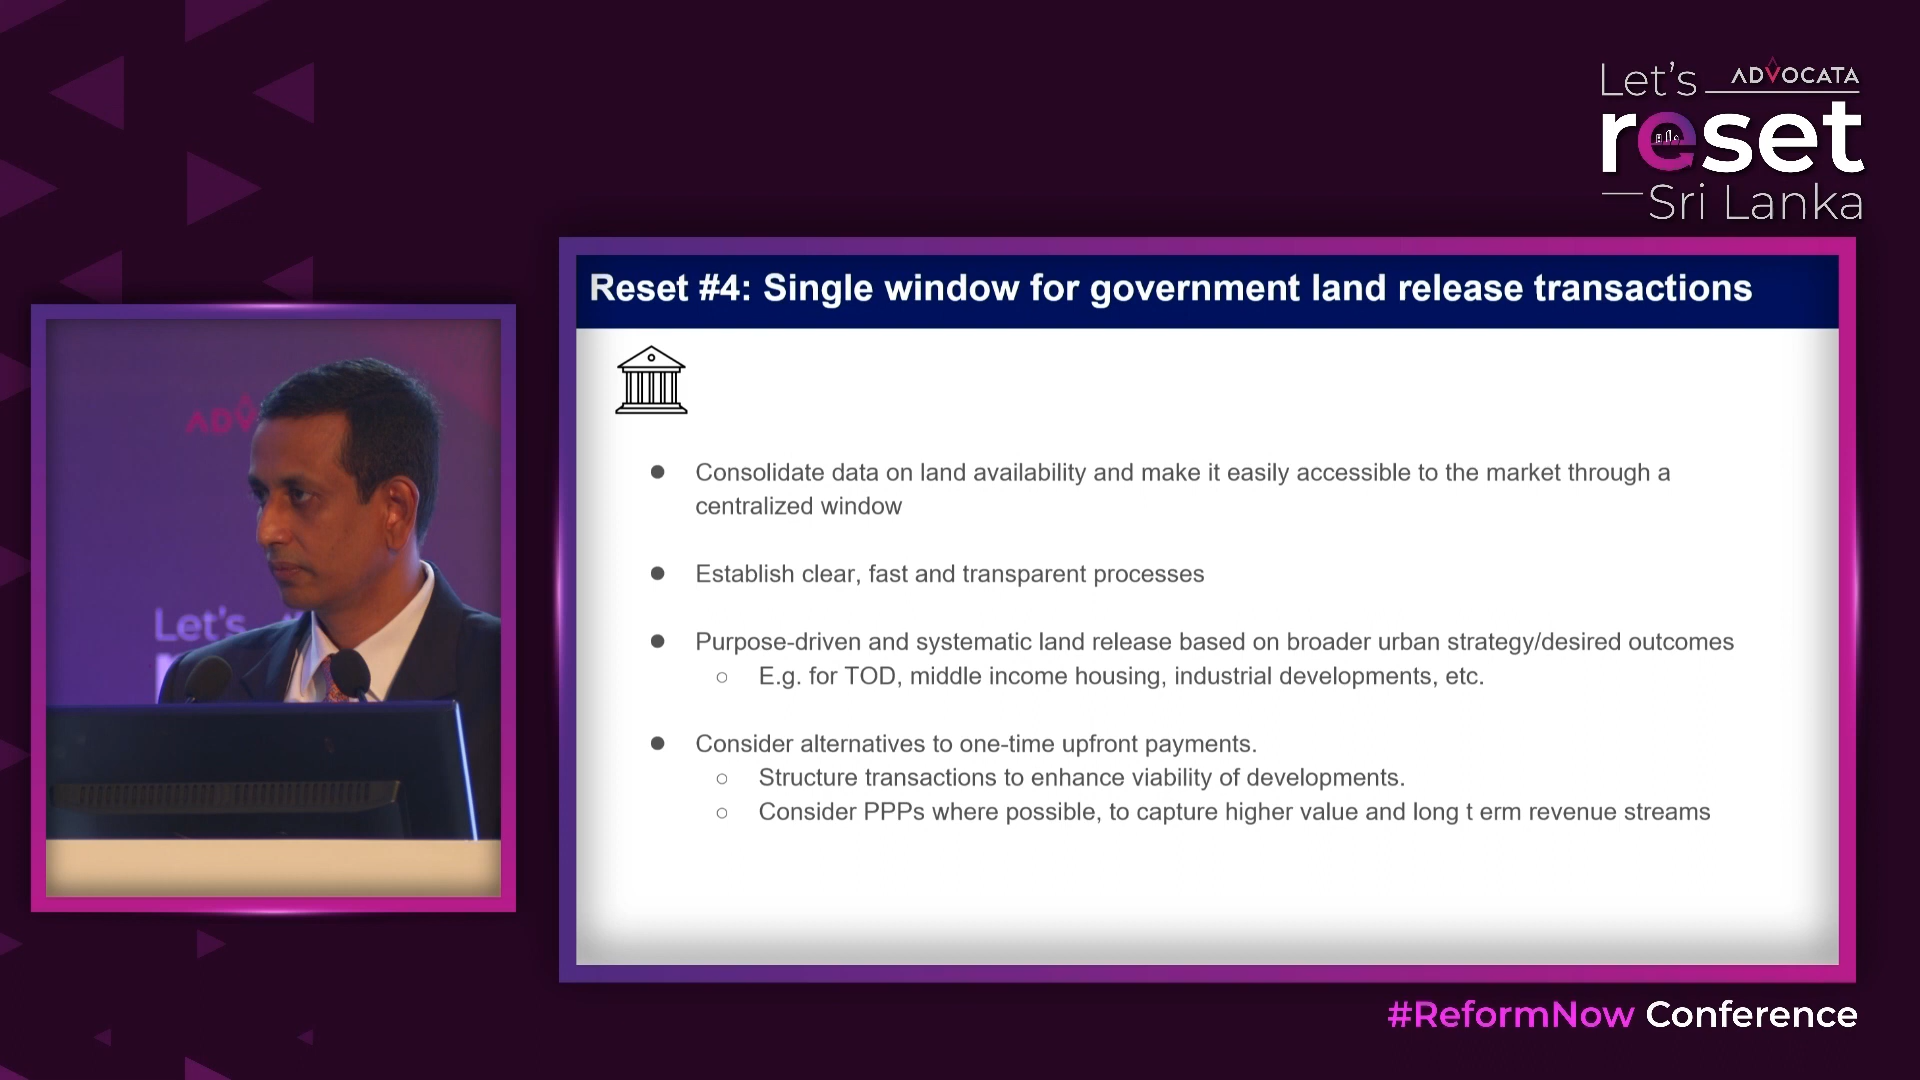 Let's ADVOCATA
reset
Sri Lanka
Reset #4: Single window for government land release transactions
ADV
Let's
● Consolidate data on land availability and make it easily accessible to the market through a
centralized window
● Establish clear, fast and transparent processes
● Purpose-driven and systematic land release based on broader urban strategy/desired outcomes
○ E.g. for TOD, middle income housing, industrial developments, etc.
● Consider alternatives to one-time upfront payments.
○ Structure transactions to enhance viability of developments.
○ Consider PPPs where possible, to capture higher value and long t erm revenue streams
#ReformNow Conference